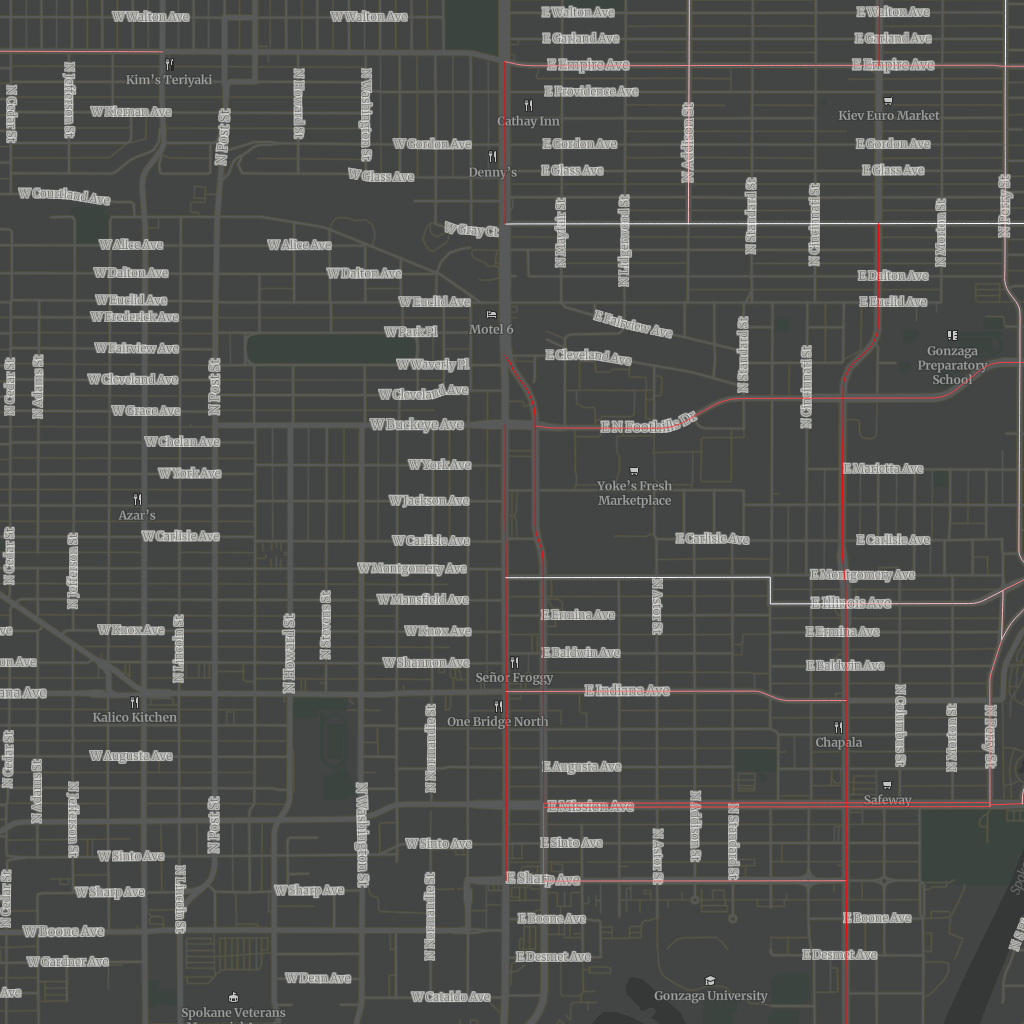 W Walton Ave
W Walton Ave
E Walton Ave
E Walton Ave
E Garland Ave
E Garland Ave
E Empire Ave
E Empire Ave
Kim's Teriyaki
N Jefferson St
N Howard St
N Washington St
N Cedar St
E Providence Ave
W Kiernan Ave
N Post St
Cathay Inn
N Addison St
Kiev Euro Market
W Gordon Ave
E Gordon Ave
E Gordon Ave
Denny's
W Glass Ave
E Glass Ave
E Glass Ave
W Courtland Ave
N Mayfair St
N Lidgerwood St
N Standard St
N Cincinnati St
N Morton St
N Perry St
W Gray Ct
W Alice Ave
W Alice Ave
W Dalton Ave
W Dalton Ave
E Dalton Ave
W Euclid Ave
W Euclid Ave
E Euclid Ave
W Frederick Ave
Motel 6
E Fairview Ave
W Park Pl
W Fairview Ave
E Cleveland Ave
N Standard St
N Cincinnati St
Gonzaga
Preparatory
School
W Waverly Pl
N Cedar St
N Adams St
N Post St
W Cleveland Ave
W Cleveland Ave
W Grace Ave
W Buckeye Ave
E N Foothills Dr
W Chelan Ave
W York Ave
W York Ave
E Marietta Ave
Yoke's Fresh
Marketplace
W Jackson Ave
Azar's
W Carlisle Ave
W Carlisle Ave
E Carlisle Ave
E Carlisle Ave
N Cedar St
N Jefferson St
W Montgomery Ave
E Montgomery Ave
W Mansfield Ave
E Illinois Ave
N Astor St
N Stevens St
E Ermina Ave
E Ermina Ave
W Knox Ave
W Knox Ave
N Lincoln St
N Howard St
E Baldwin Ave
E Baldwin Ave
W Shannon Ave
Señor Froggy
E Indiana Ave
Kalico Kitchen
One Bridge North
N Normandie St
N Columbus St
N Morton St
N Perry St
Chapala
N Cedar St
W Augusta Ave
E Augusta Ave
N Adams St
N Jefferson St
N Post St
N Washington St
E Mission Ave
Safeway
N Addison St
N Standard St
N Astor St
W Sinto Ave
W Sinto Ave
E Sinto Ave
N Cedar St
W Sharp Ave
W Sharp Ave
E Sharp Ave
N Lincoln St
N Normandie St
E Boone Ave
E Boone Ave
W Boone Ave
E Desmet Ave
E Desmet Ave
W Gardner Ave
W Dean Ave
W Cataldo Ave
Gonzaga University
Spokane Veterans